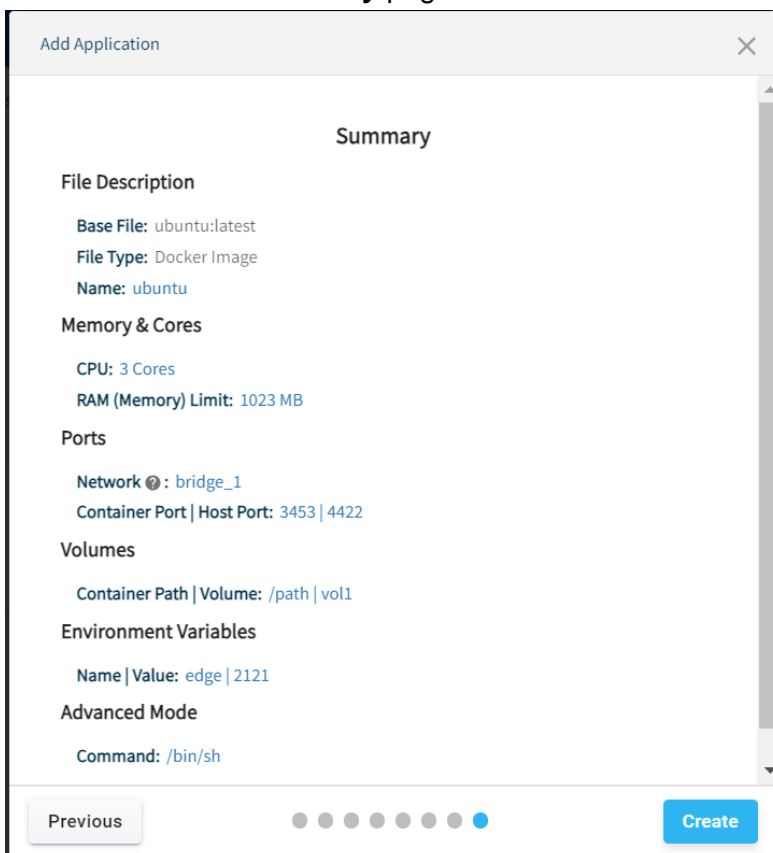 Add Application
Summary
File Description
Base File: ubuntu:latest
File Type: Docker Image
Name: ubuntu
Memory & Cores
CPU: 3 Cores
RAM (Memory) Limit: 1023 MB
Ports
Network ? : bridge_1
Container Port | Host Port: 3453 | 4422
Volumes
Container Path | Volume: /path | vol1
Environment Variables
Name | Value: edge | 2121
Advanced Mode
Command: /bin/sh
Previous
Create